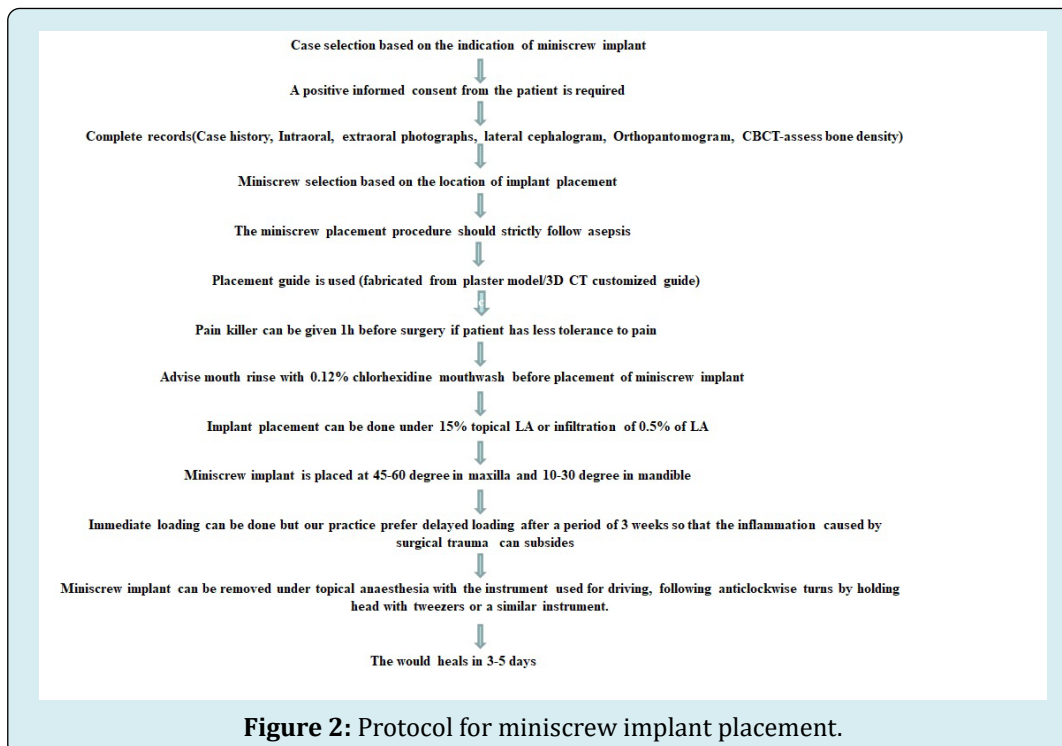 Case selection based on the indication of miniscrew implant
A positive informed consent from the patient is required
Complete records(Case history, Intraoral, extraoral photographs, lateral cephalogram, Orthopantomogram, CBCT-assess bone density)
Miniscrew selection based on the location of implant placement
The miniscrew placement procedure should strictly follow asepsis
Placement guide is used (fabricated from plaster model/3D CT customized guide)
Pain killer can be given 1h before surgery if patient has less tolerance to pain
Advise mouth rinse with 0.12% chlorhexidine mouthwash before placement of miniscrew implant
Implant placement can be done under 15% topical LA or infiltration of 0.5% of LA
Miniscrew implant is placed at 45-60 degree in maxilla and 10-30 degree in mandible
Immediate loading can be done but our practice prefer delayed loading after a period of 3 weeks so that the inflammation caused by
surgical trauma can subsides
Miniscrew implant can be removed under topical anaesthesia with the instrument used for driving, following anticlockwise turns by holding
head with tweezers or a similar instrument.
The would heals in 3-5 days
Figure 2: Protocol for miniscrew implant placement.